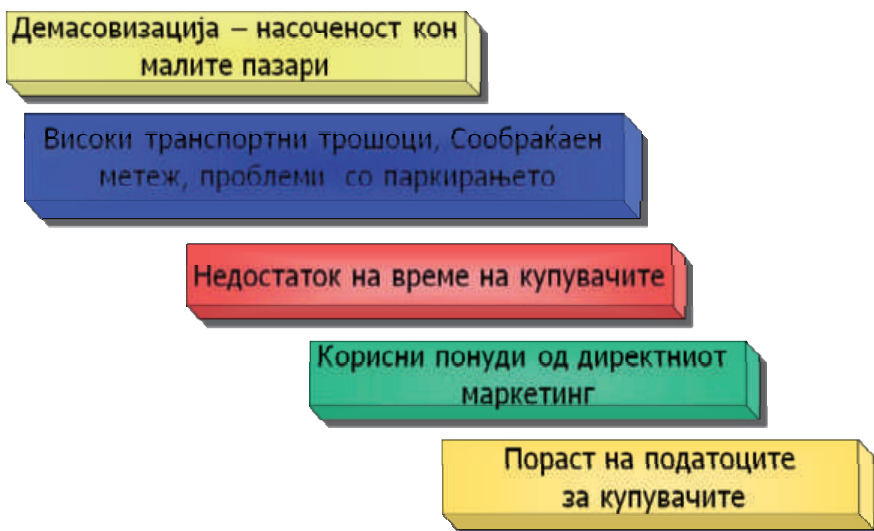 Демасовизација – насоченост кон
малите пазари
Високи транспортни трошоци, Сообраќаен
метеж, проблеми со паркирањето
Недостаток на време на купувачите
Корисни понуди од директниот
маркетинг
Пораст на податоците
за купувачите